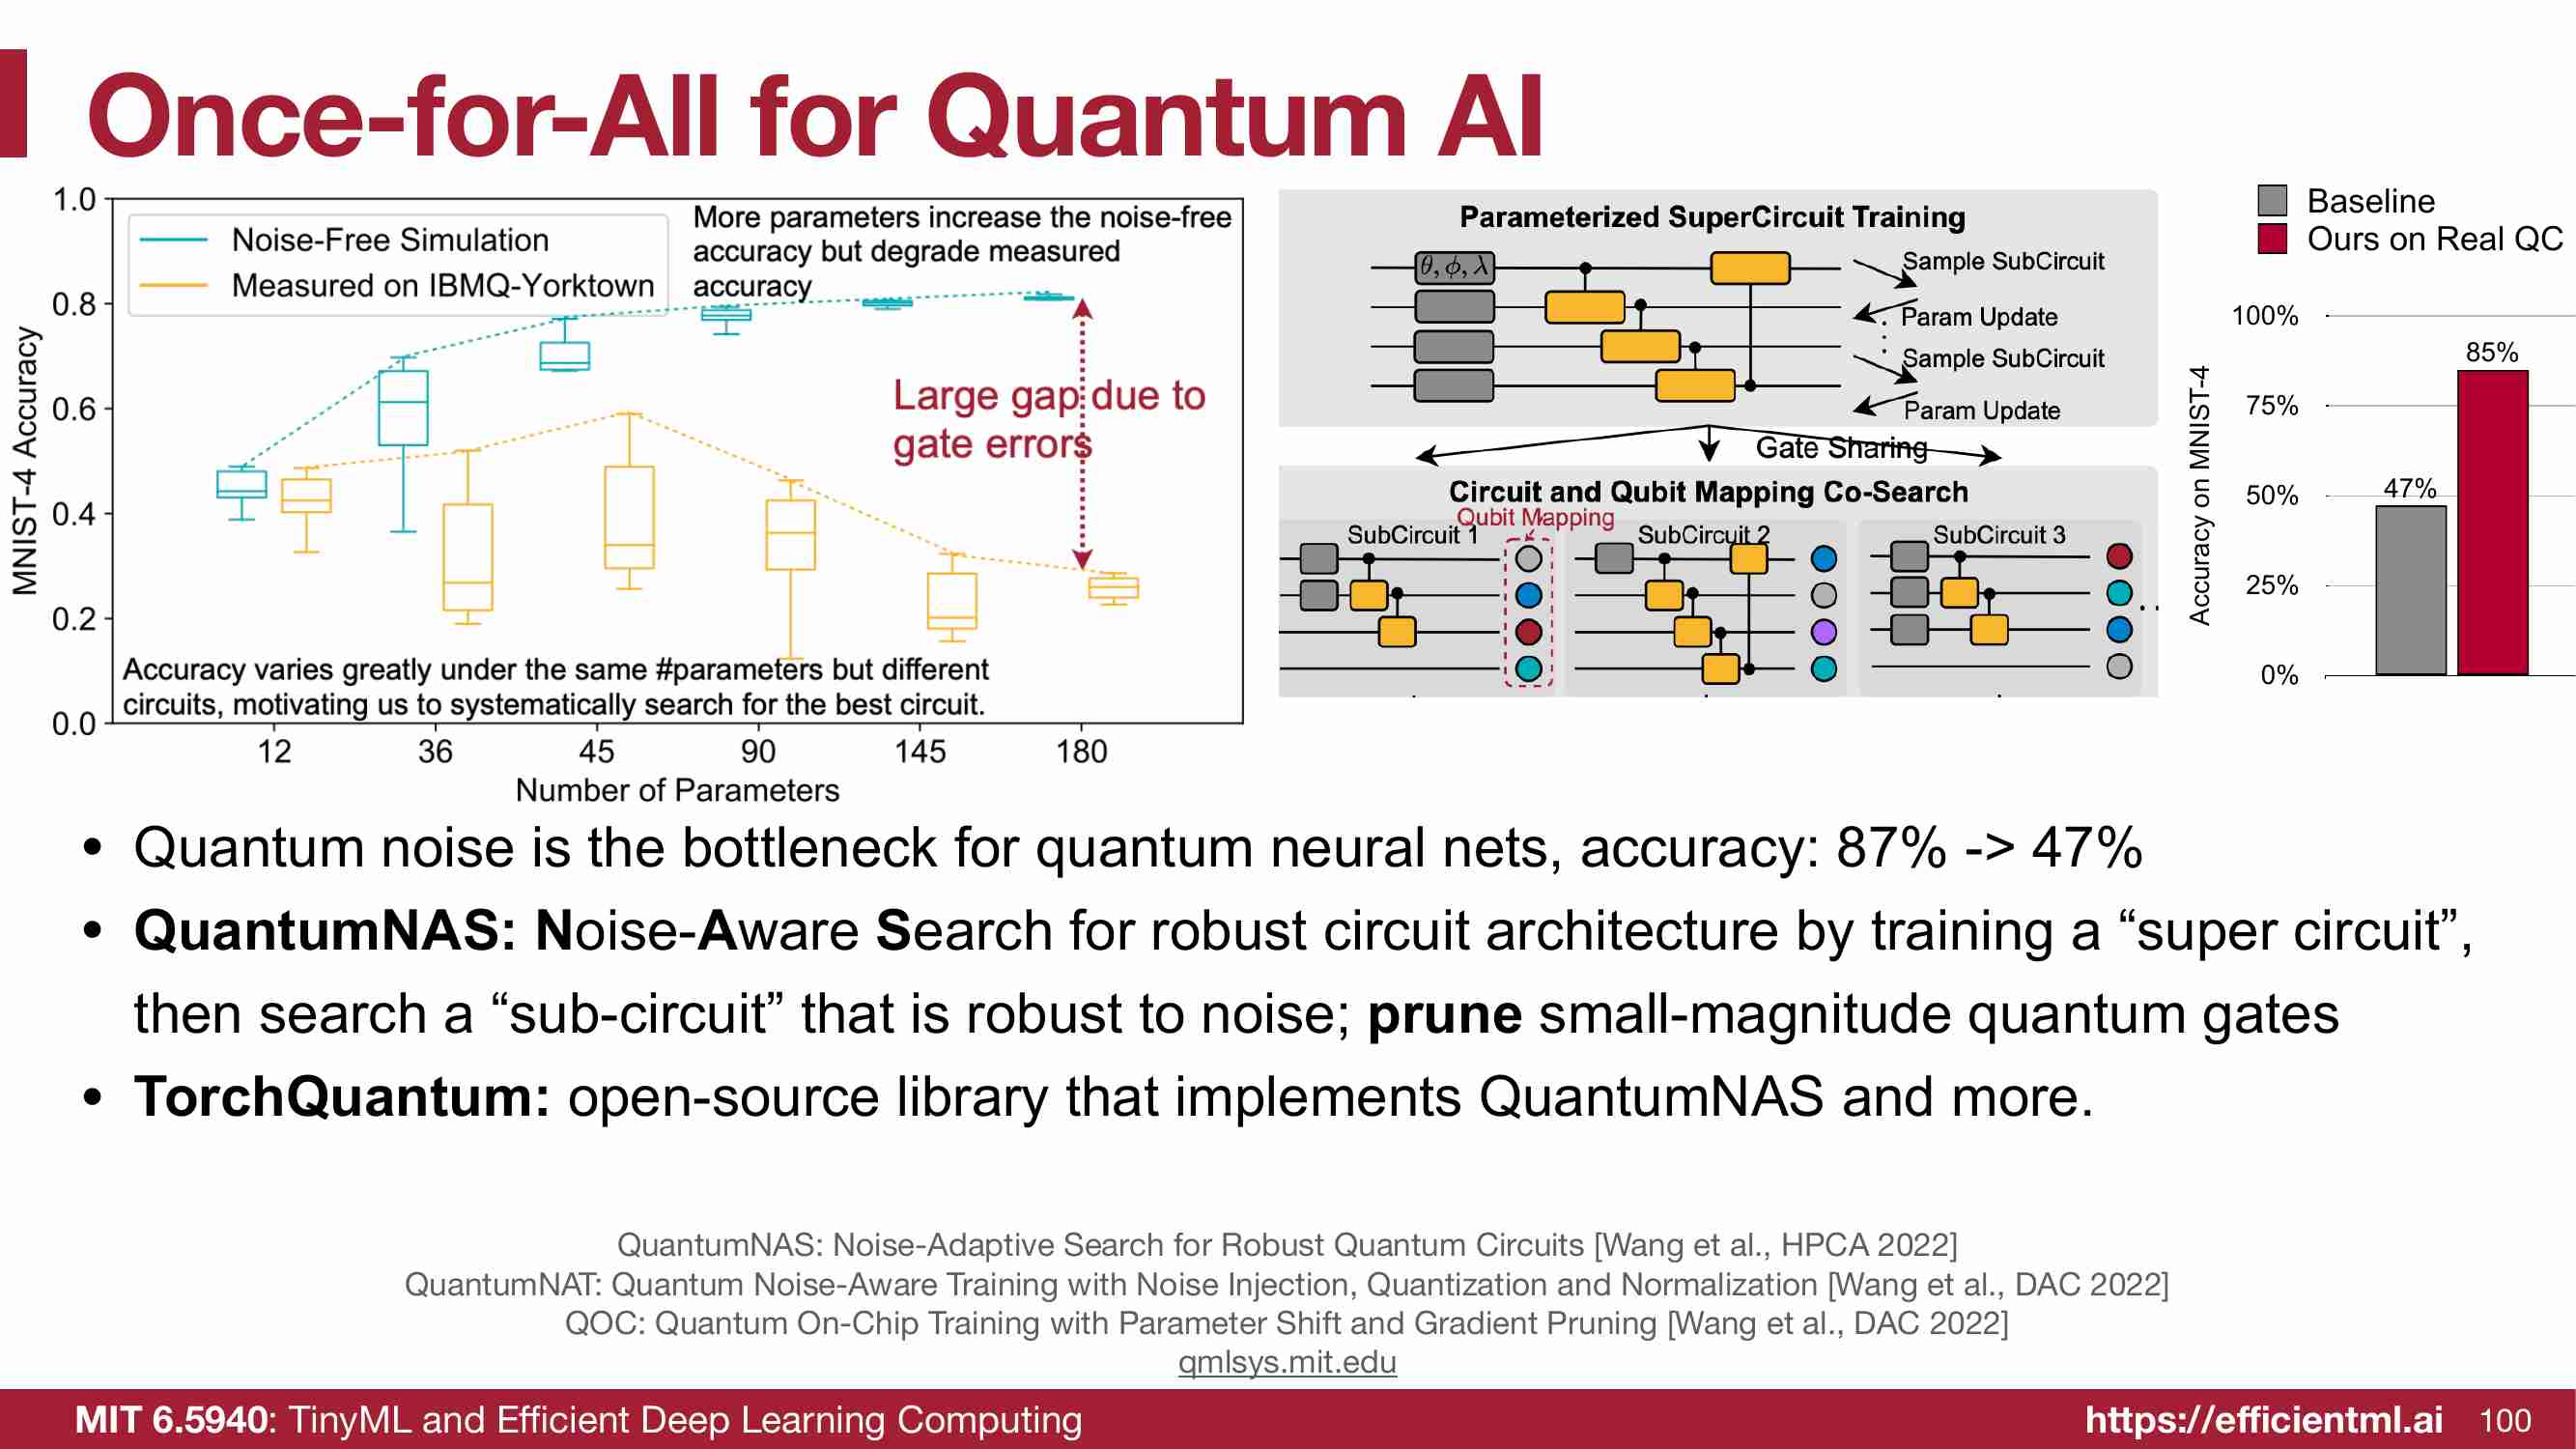 Once-for-All for Quantum AI
1.0
0.8
0.6
0.4
0.2
0.0
MNIST-4 Accuracy
Noise-Free Simulation
Measured on IBMQ-Yorktown
More parameters increase the noise-free
accuracy but degrade measured
accuracy
Large gap due to
gate errors
Accuracy varies greatly under the same #parameters but different
circuits, motivating us to systematically search for the best circuit.
12 36 45 90 145 180
Number of Parameters
Parameterized SuperCircuit Training
θ, ϕ, λ
Sample SubCircuit
Param Update
Sample SubCircuit
Param Update
Gate Sharing
Circuit and Qubit Mapping Co-Search
Qubit Mapping
SubCircuit 1
SubCircuit 2
SubCircuit 3
Baseline
Ours on Real QC
Accuracy on MNIST-4
100%
75%
50%
25%
0%
47%
85%
• Quantum noise is the bottleneck for quantum neural nets, accuracy: 87% -> 47%
• QuantumNAS: Noise-Aware Search for robust circuit architecture by training a “super circuit”,
then search a “sub-circuit” that is robust to noise; prune small-magnitude quantum gates
• TorchQuantum: open-source library that implements QuantumNAS and more.
QuantumNAS: Noise-Adaptive Search for Robust Quantum Circuits [Wang et al., HPCA 2022]
QuantumNAT: Quantum Noise-Aware Training with Noise Injection, Quantization and Normalization [Wang et al., DAC 2022]
QOC: Quantum On-Chip Training with Parameter Shift and Gradient Pruning [Wang et al., DAC 2022]
qmlsys.mit.edu
MIT 6.5940: TinyML and Efficient Deep Learning Computing
https://efficientml.ai 100